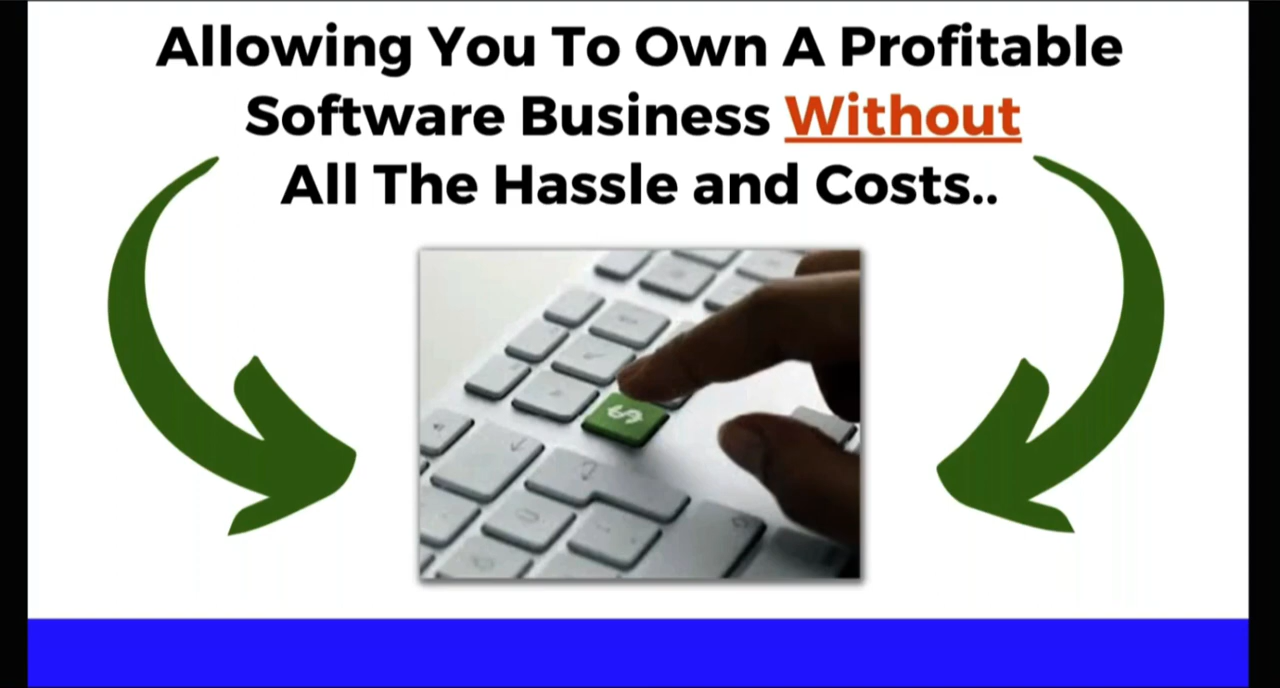 Allowing You To Own A Profitable
Software Business Without
All The Hassle and Costs..
$